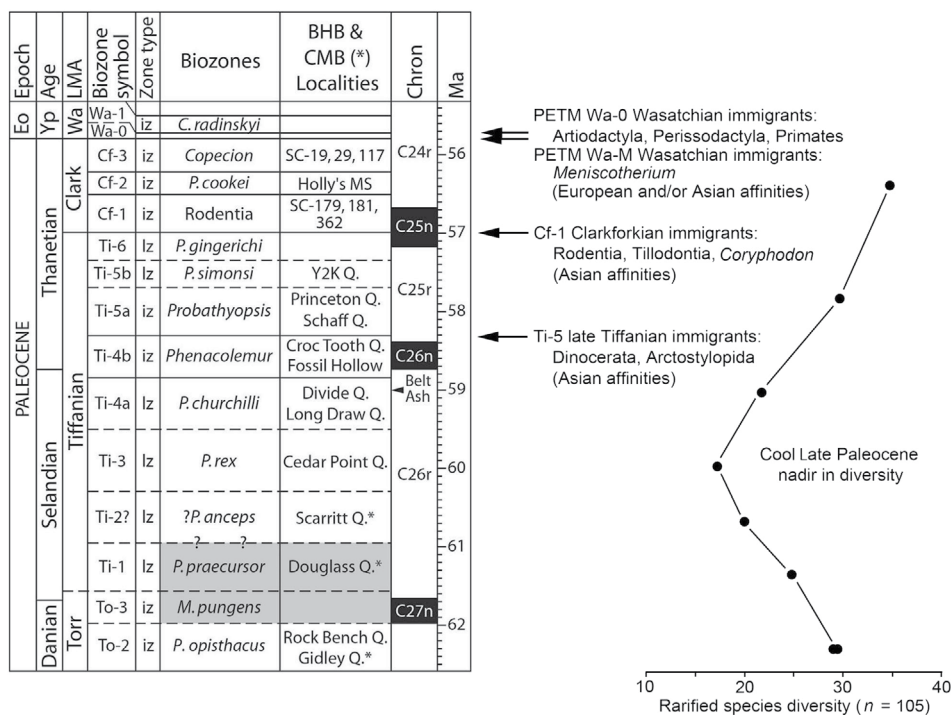 Epoch
Age
LMA
Biozone symbol
Zone type
Biozones
BHB &
CMB (*)
Localities
Chron
Ma
Eo
Yp
Wa
Wa-1
Wa-0
iz
C. radinskyi
PALEOCENE
Thanetian
Selandian
Danian
Clark
Tiffanian
Torr
Cf-3 iz Copecion SC-19, 29, 117
Cf-2 iz P. cookei Holly's MS
Cf-1 iz Rodentia SC-179, 181,
362
Ti-6 lz P. gingerichi
Ti-5b lz P. simonsi Y2K Q.
Ti-5a iz Probathyopsis Princeton Q.
Schaff Q.
Ti-4b iz Phenacolemur Croc Tooth Q.
Fossil Hollow
Ti-4a lz P. churchilli Divide Q.
Long Draw Q.
Ti-3 lz P. rex Cedar Point Q.
Ti-2? lz ?P. anceps Scarritt Q.*
? ?
Ti-1 lz P. praecursor Douglass Q.*
To-3 iz M. pungens
To-2 iz P. opisthacus Rock Bench Q.
Gidley Q.*
C24r
C25n
C25r
C26n
Belt
Ash
C26r
C27n
56
57
58
59
60
61
62
PETM Wa-0 Wasatchian immigrants:
Artiodactyla, Perissodactyla, Primates
PETM Wa-M Wasatchian immigrants:
Meniscotherium
(European and/or Asian affinities)
Cf-1 Clarkforkian immigrants:
Rodentia, Tillodontia, Coryphodon
(Asian affinities)
Ti-5 late Tiffanian immigrants:
Dinocerata, Arctostylopida
(Asian affinities)
Cool Late Paleocene
nadir in diversity
10 20 30 40
Rarified species diversity (n = 105)